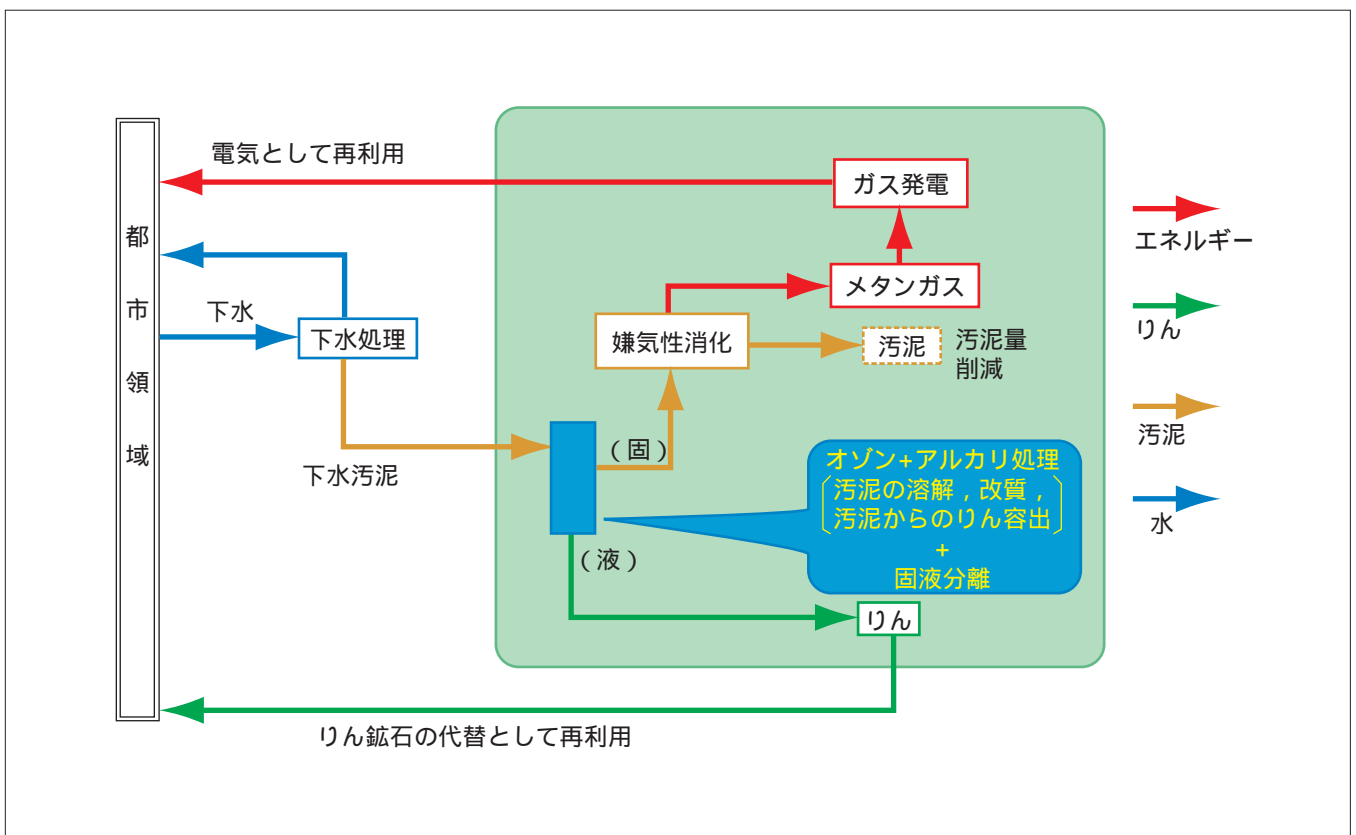 電気として再利用
ガス発電
都市領域
エネルギー
メタンガス
下水
下水処理
嫌気性消化
汚泥
汚泥量
削減
りん
汚泥
(固)
下水汚泥
オゾン+アルカリ処理
汚泥の溶解,改質,
汚泥からのりん容出
+
固液分離
水
(液)
りん
りん鉱石の代替として再利用